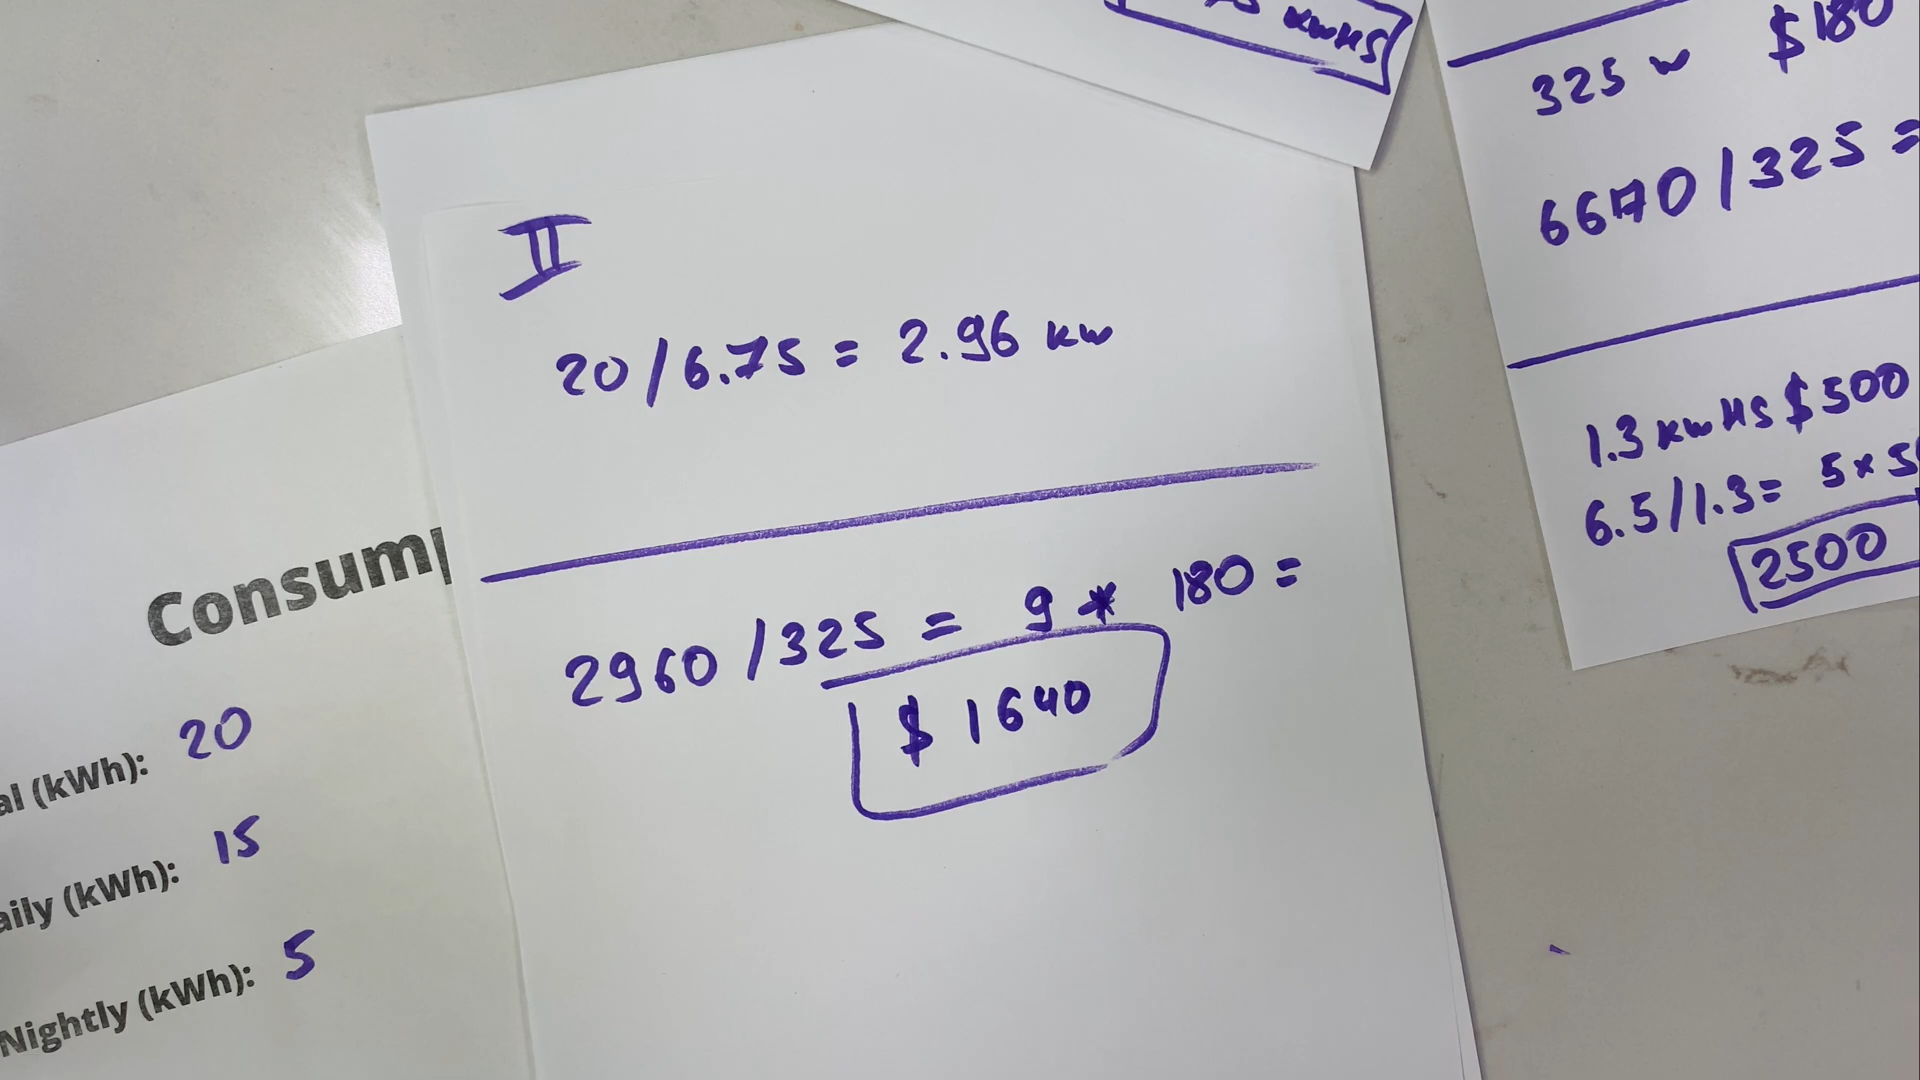 KWHS
II
20/6.75 = 2.96 kw
2960/325 = 9 * 180 =
$ 1640
Consum
al (kWh): 20
aily (kWh): 15
Nightly (kWh): 5
325 w $180
6670/325 =
1.3 KWHS $500
6.5/1.3= 5×5
2500